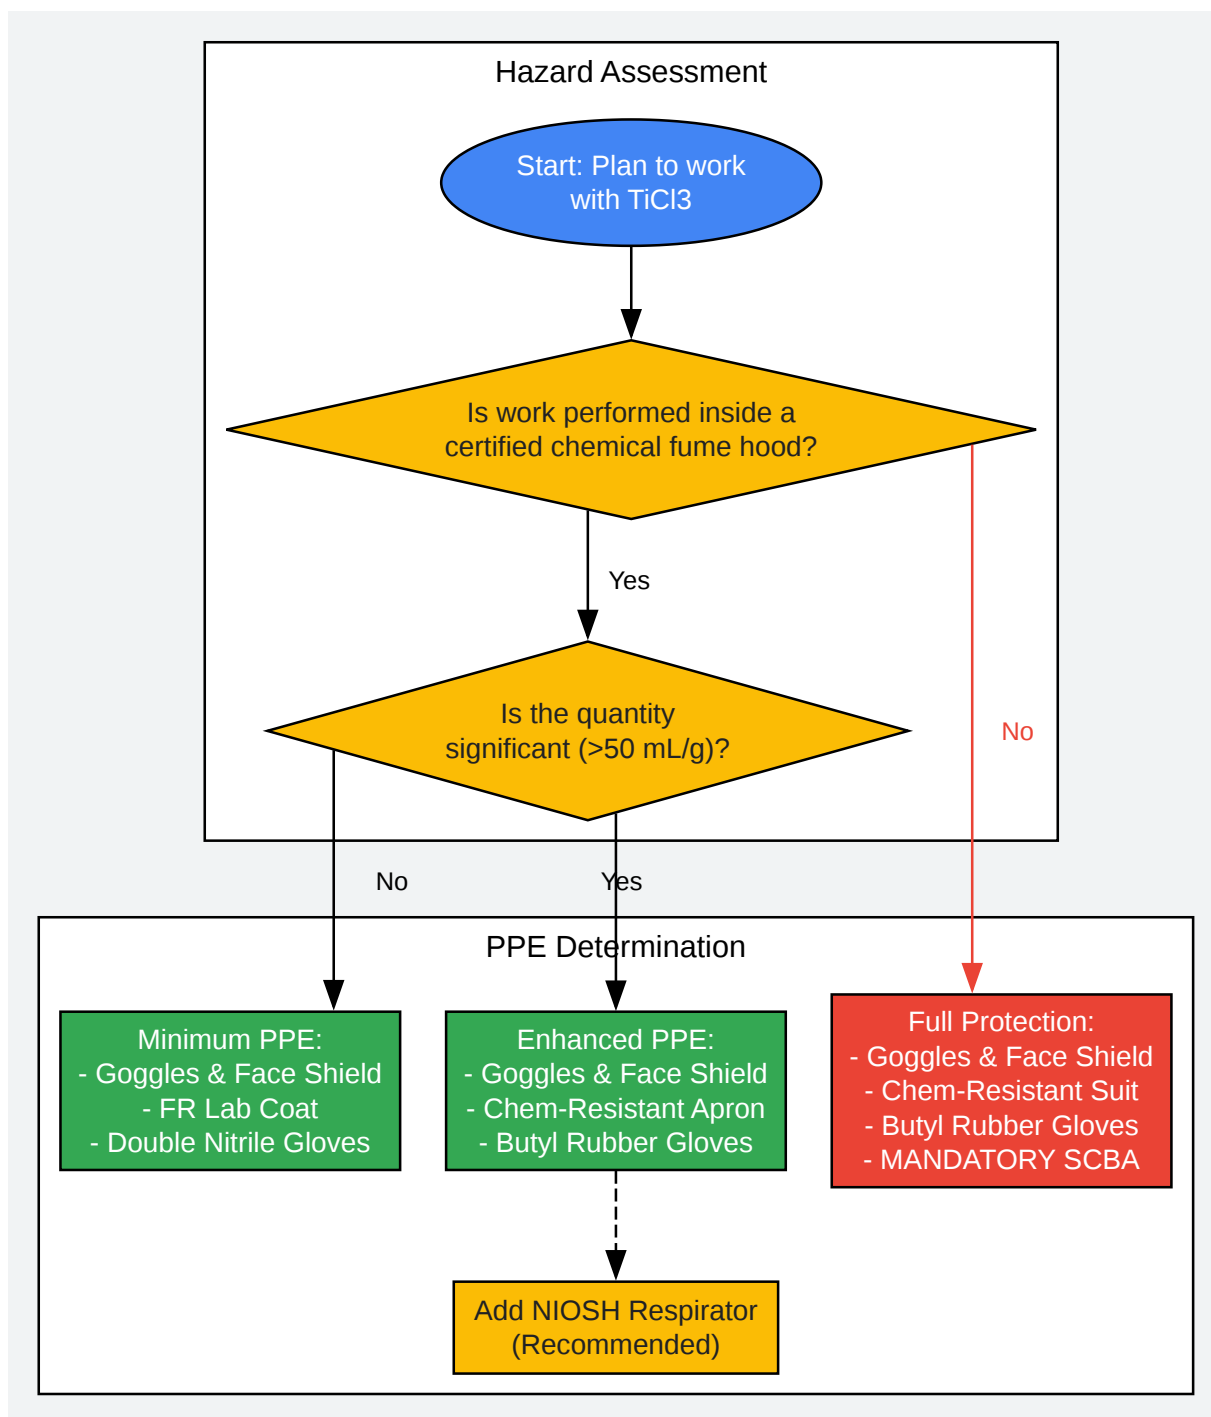 Hazard Assessment
Start: Plan to work
with TiCl3
Is work performed inside a
certified chemical fume hood?
Yes
Is the quantity
significant (>50 mL/g)?
No
No
Yes
PPE Determination
Minimum PPE:
- Goggles & Face Shield
- FR Lab Coat
- Double Nitrile Gloves
Enhanced PPE:
- Goggles & Face Shield
- Chem-Resistant Apron
- Butyl Rubber Gloves
Full Protection:
- Goggles & Face Shield
- Chem-Resistant Suit
- Butyl Rubber Gloves
- MANDATORY SCBA
Add NIOSH Respirator
(Recommended)